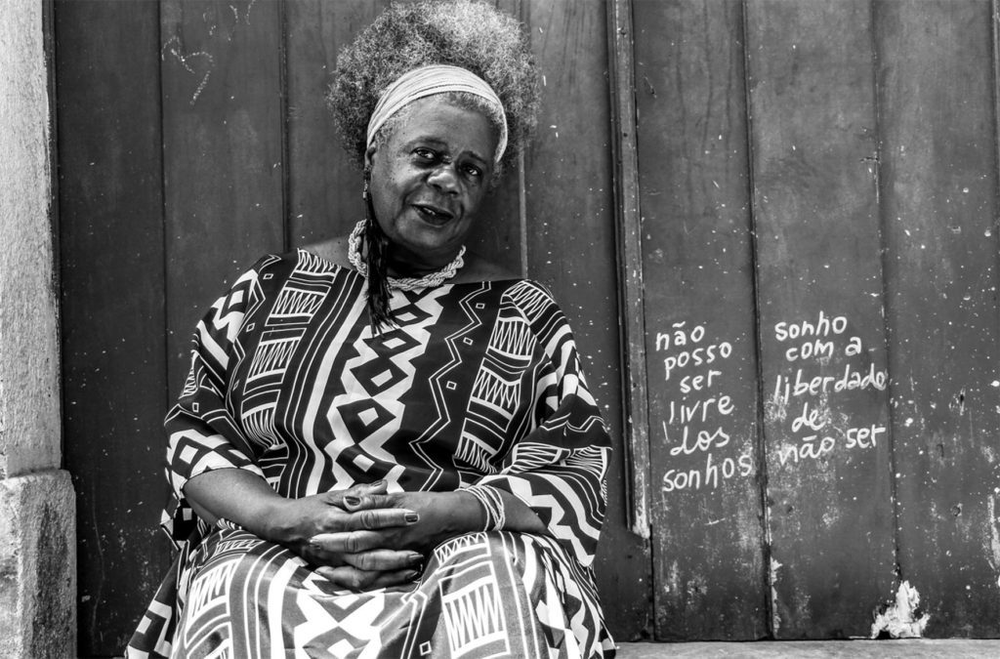 não
posso
ser
livre
dos
sonhos
sonho
com a
liberdade
de
não ser